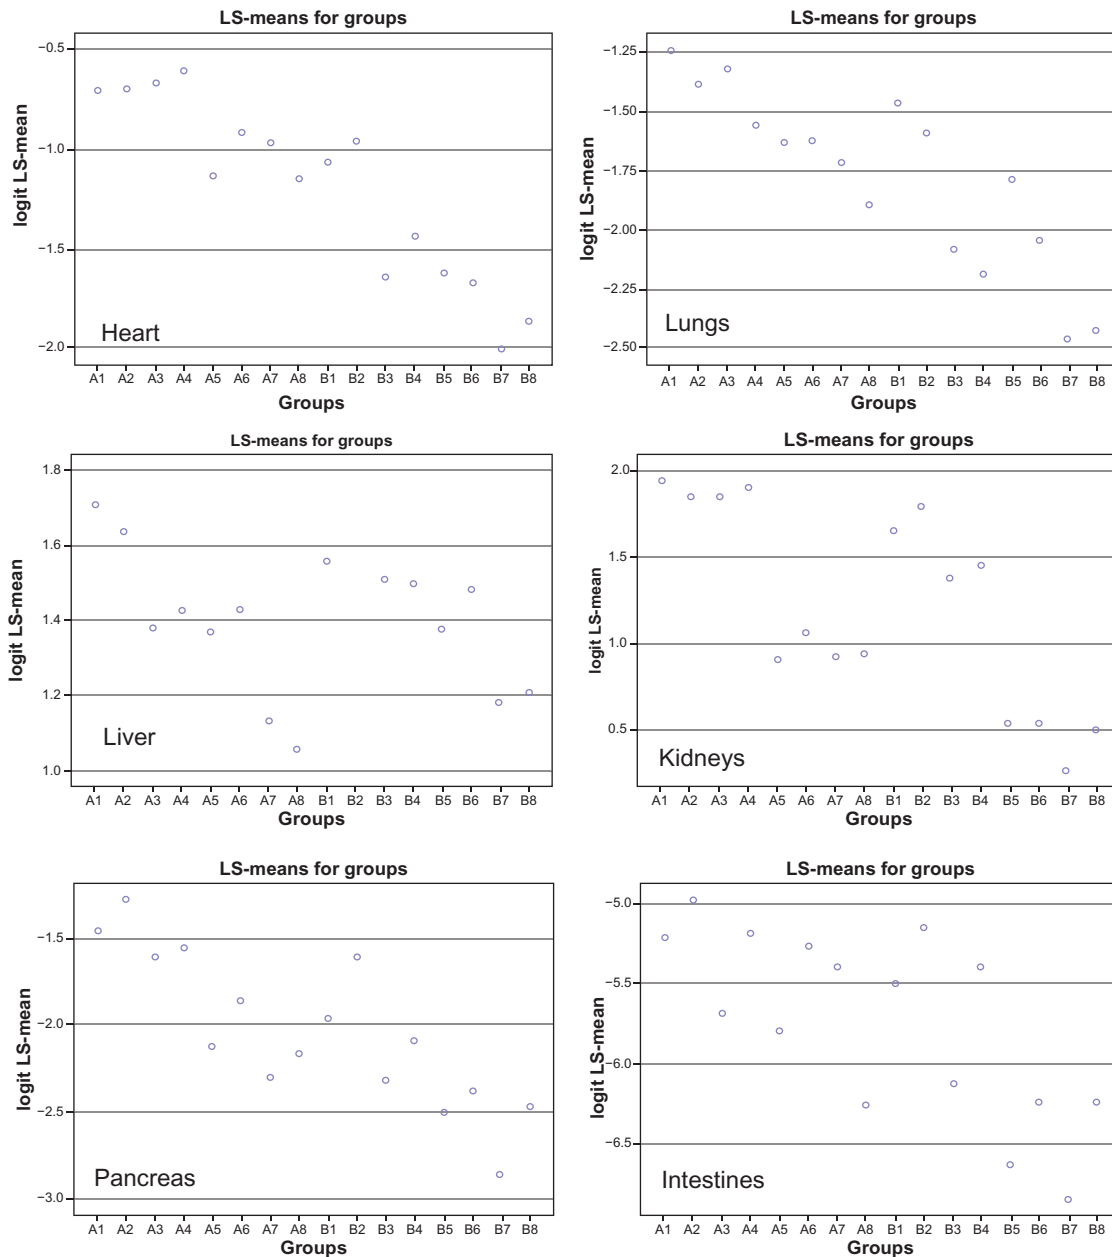 LS-means for groups
logit LS-mean
−0.5
−1.0
−1.5
−2.0
Heart
A1 A2 A3 A4 A5 A6 A7 A8 B1 B2 B3 B4 B5 B6 B7 B8
Groups
LS-means for groups
logit LS-mean
−1.25
−1.50
−1.75
−2.00
−2.25
−2.50
Lungs
A1 A2 A3 A4 A5 A6 A7 A8 B1 B2 B3 B4 B5 B6 B7 B8
Groups
LS-means for groups
logit LS-mean
1.8
1.6
1.4
1.2
1.0
Liver
A1 A2 A3 A4 A5 A6 A7 A8 B1 B2 B3 B4 B5 B6 B7 B8
Groups
LS-means for groups
logit LS-mean
2.0
1.5
1.0
0.5
Kidneys
A1 A2 A3 A4 A5 A6 A7 A8 B1 B2 B3 B4 B5 B6 B7 B8
Groups
LS-means for groups
logit LS-mean
−1.5
−2.0
−2.5
−3.0
Pancreas
A1 A2 A3 A4 A5 A6 A7 A8 B1 B2 B3 B4 B5 B6 B7 B8
Groups
LS-means for groups
logit LS-mean
−5.0
−5.5
−6.0
−6.5
Intestines
A1 A2 A3 A4 A5 A6 A7 A8 B1 B2 B3 B4 B5 B6 B7 B8
Groups